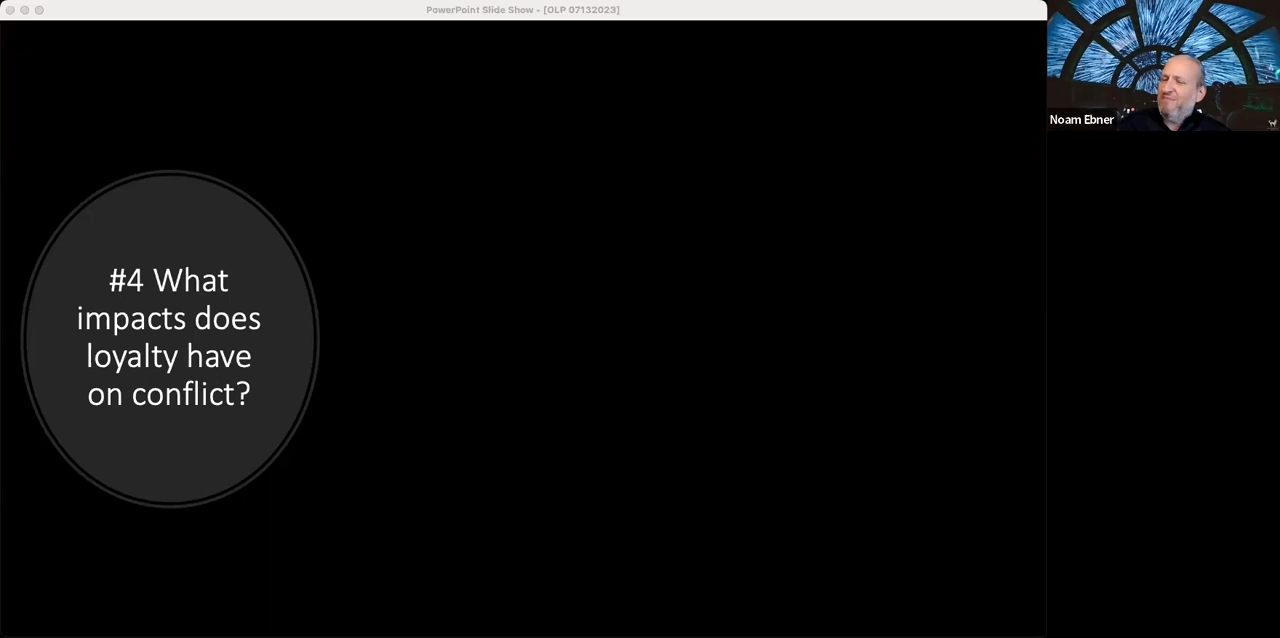 PowerPoint Slide Show - [OLP 07132023]
Noam Ebner
#4 What
impacts does
loyalty have
on conflict?